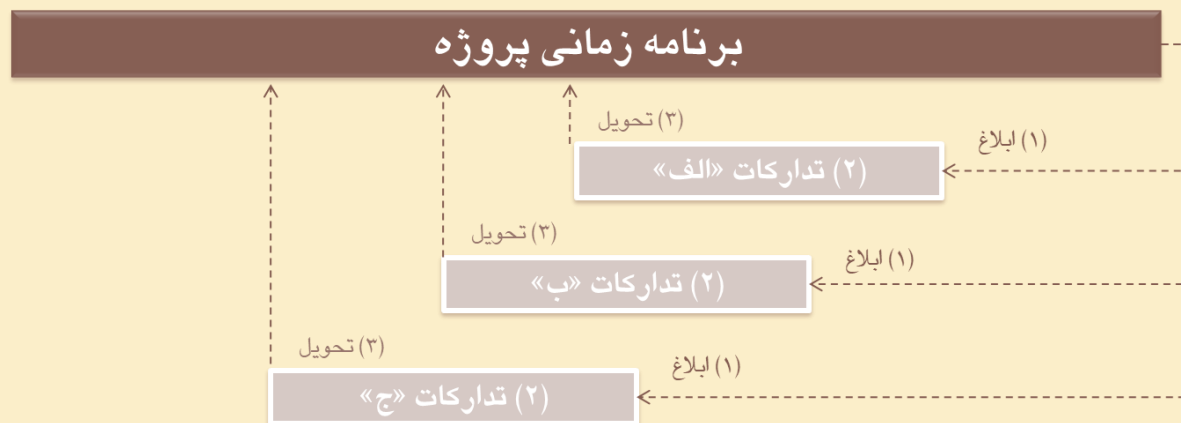 برنامه زمانی پروژه
(۳) تحویل
(۱) ابلاغ
(۲) تدارکات «الف»
(۳) تحویل
(۱) ابلاغ
(۲) تدارکات «ب»
(۳) تحویل
(۱) ابلاغ
(۲) تدارکات «ج»